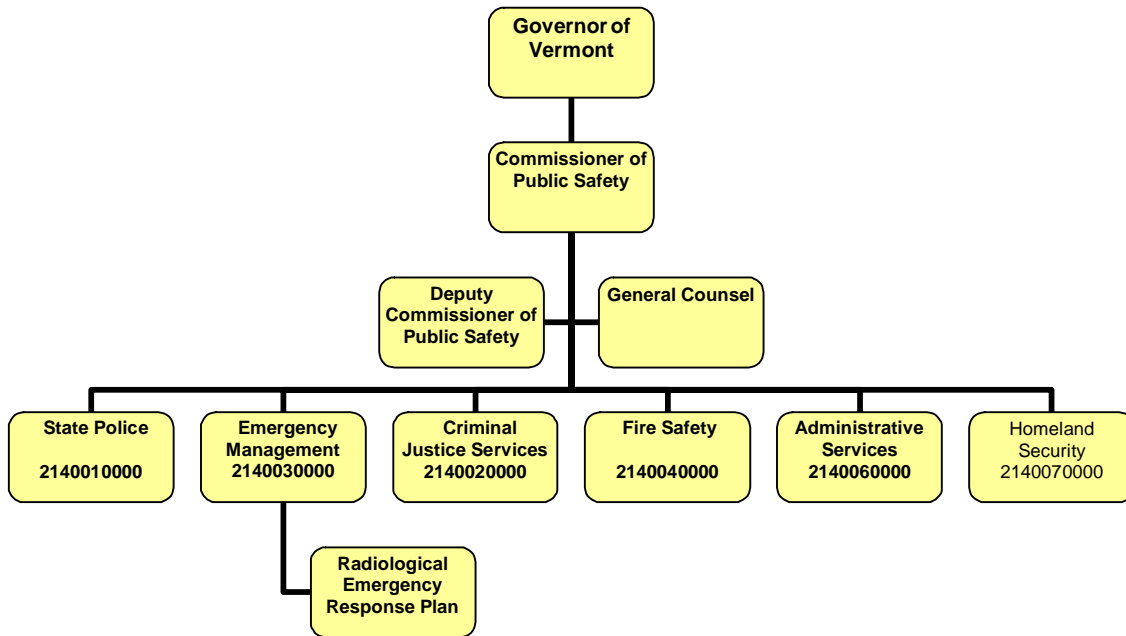 Governor of
Vermont
Commissioner of
Public Safety
Deputy
Commissioner of
Public Safety
General Counsel
State Police
2140010000
Emergency
Management
2140030000
Criminal
Justice Services
2140020000
Fire Safety
2140040000
Administrative
Services
2140060000
Homeland
Security
2140070000
Radiological
Emergency
Response Plan